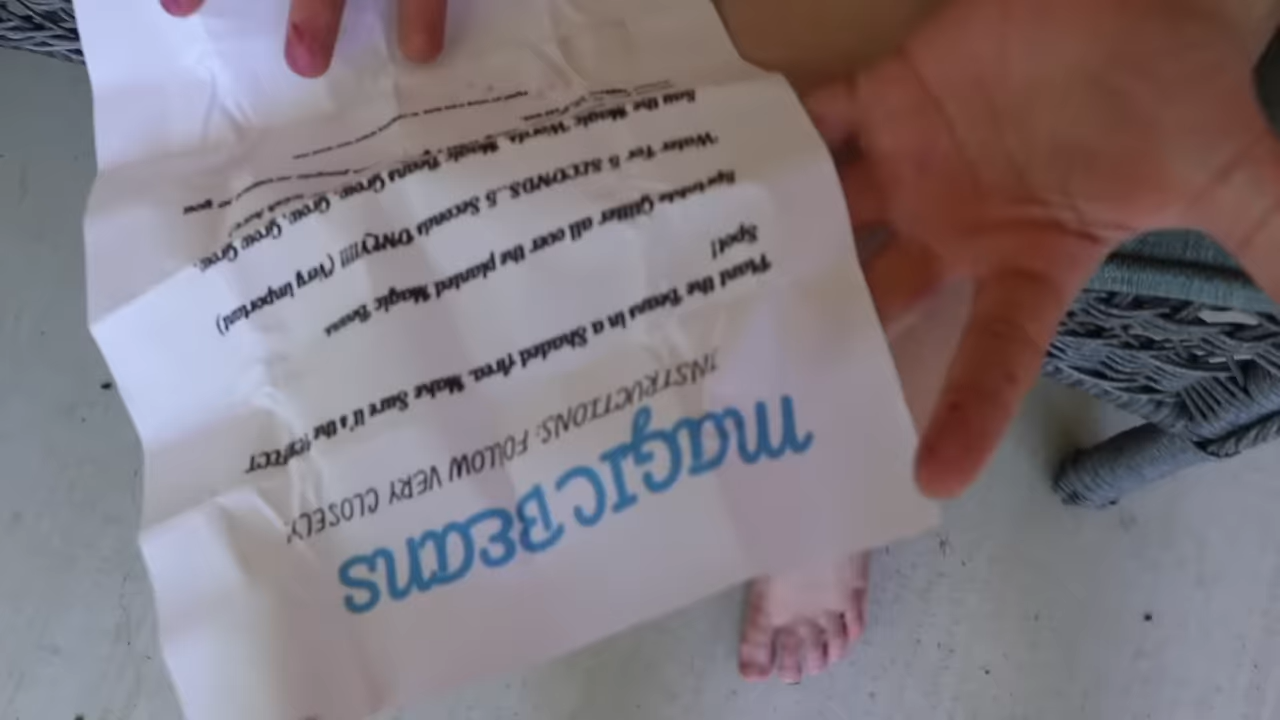 MAGIC BEANS
INSTRUCTIONS: FOLLOW VERY CLOSELY
Plant the Beans in a Shaded Area. Make Sure it's the PERFECT
Spot!
Sprinkle Glitter all over the planted Magic Beans
Water For 5 SECONDS..5 Seconds ONLY!!!! (Very important)
Say the Magic Words. Magic Beans Grow, Grow, Grow, Grow.